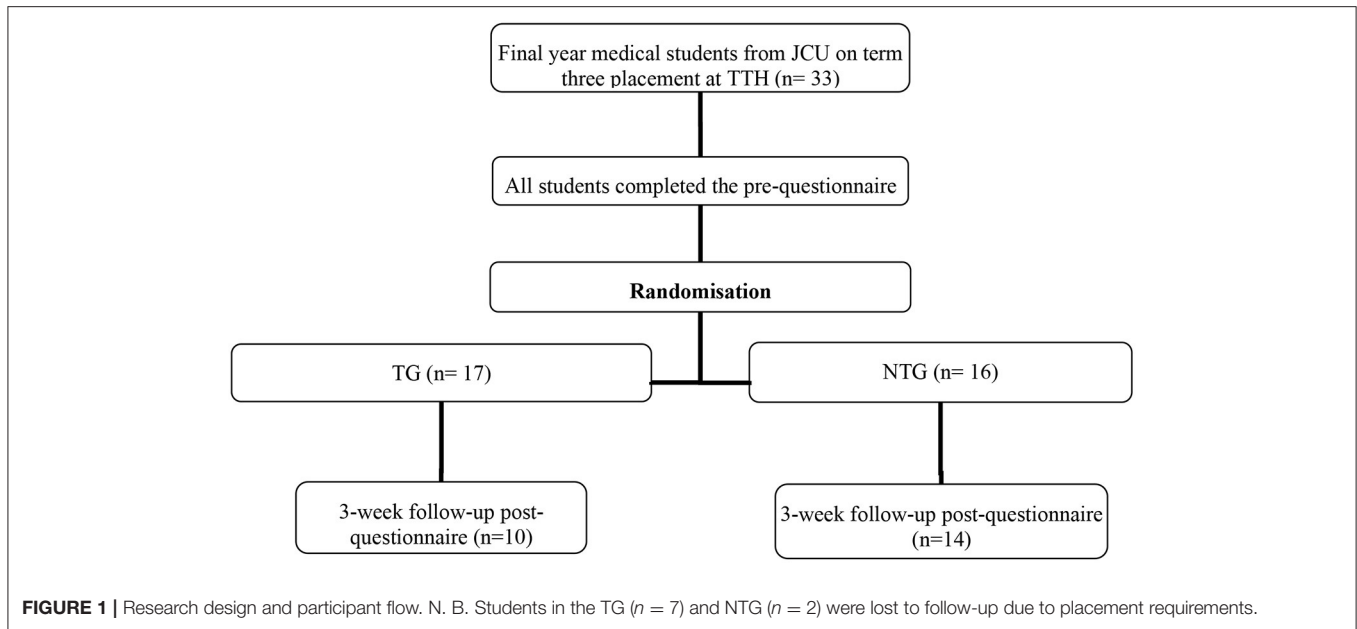 Final year medical students from JCU on term
three placement at TTH (n= 33)
All students completed the pre-questionnaire
Randomisation
TG (n= 17)
NTG (n= 16)
3-week follow-up post-
questionnaire (n=10)
3-week follow-up post-questionnaire
(n=14)
FIGURE 1 | Research design and participant flow. N. B. Students in the TG (n = 7) and NTG (n = 2) were lost to follow-up due to placement requirements.